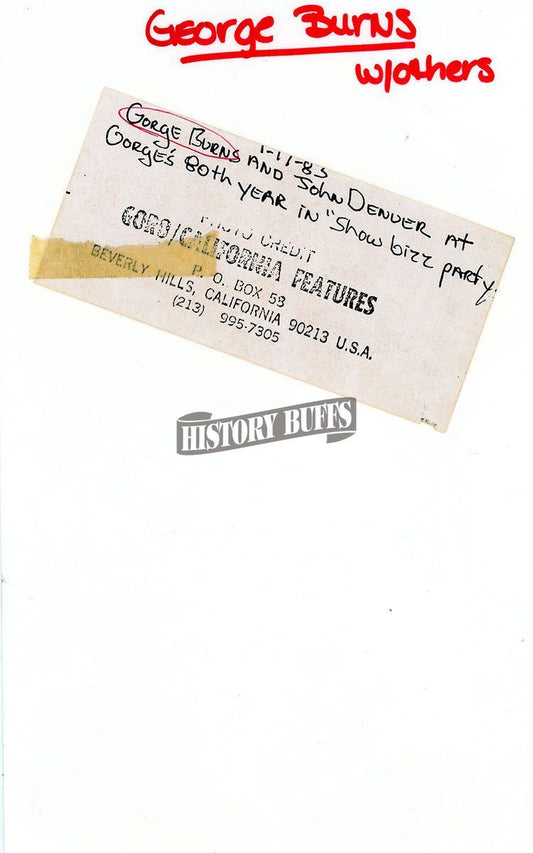 George Burns
w/others
1-17-83
Gorge Burns AND John Denver At
Gorge's 80th year in "Show bizz party.
PHOTO CREDIT
GORO/CALIFORNIA FEATURES
P. O. BOX 53
BEVERLY HILLS, CALIFORNIA 90213 U.S.A.
(213) 995-7305
HISTORY BUFFS